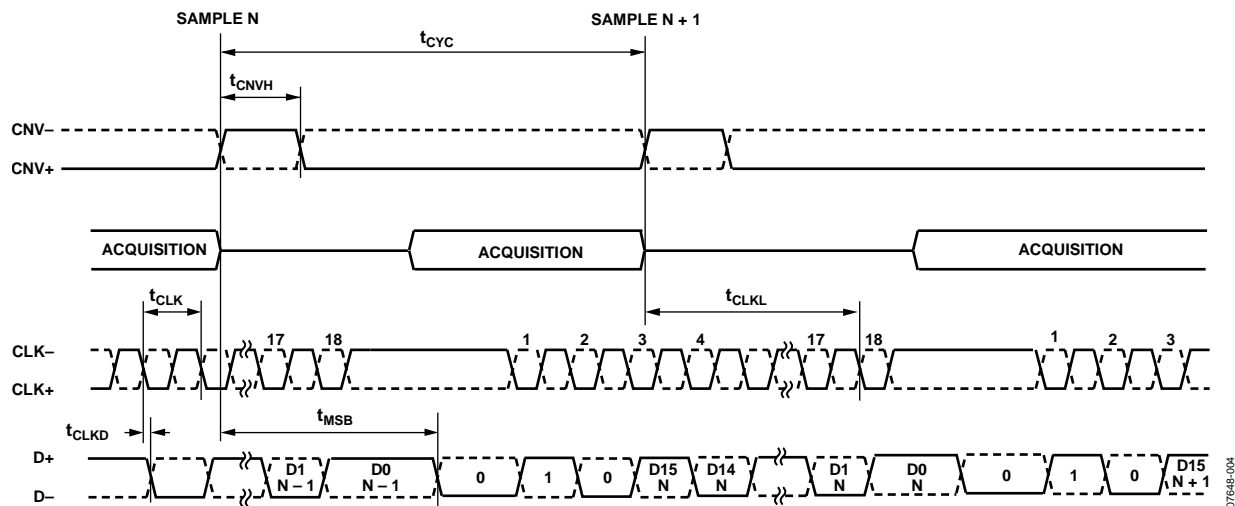 SAMPLE N SAMPLE N + 1
tCYC
tCNVH
CNV–
CNV+
ACQUISITION ACQUISITION ACQUISITION
tCLK tCLKL
17 18 1 2 3 4 17 18 1 2 3
CLK–
CLK+
tCLKD tMSB
D+
D–
D1 N – 1
D0 N – 1
0 1 0
D15 N
D14 N
D1 N
D0 N
0 1 0
D15 N + 1
07648-004